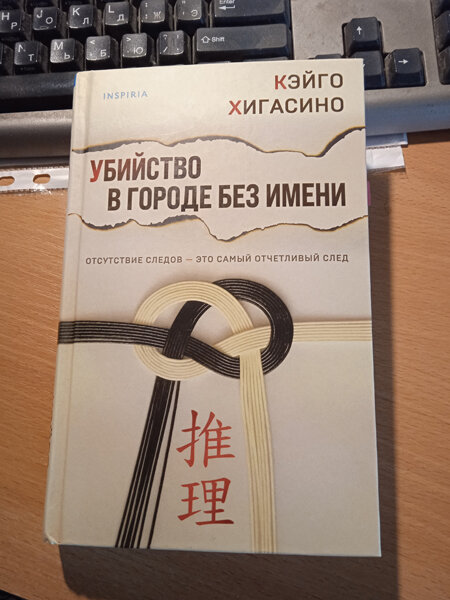 INSPIRIA
КЭЙГО
ХИГАСИНО
УБИЙСТВО
В ГОРОДЕ БЕЗ ИМЕНИ
ОТСУТСТВИЕ СЛЕДОВ — ЭТО САМЫЙ ОТЧЕТЛИВЫЙ СЛЕД
推
理